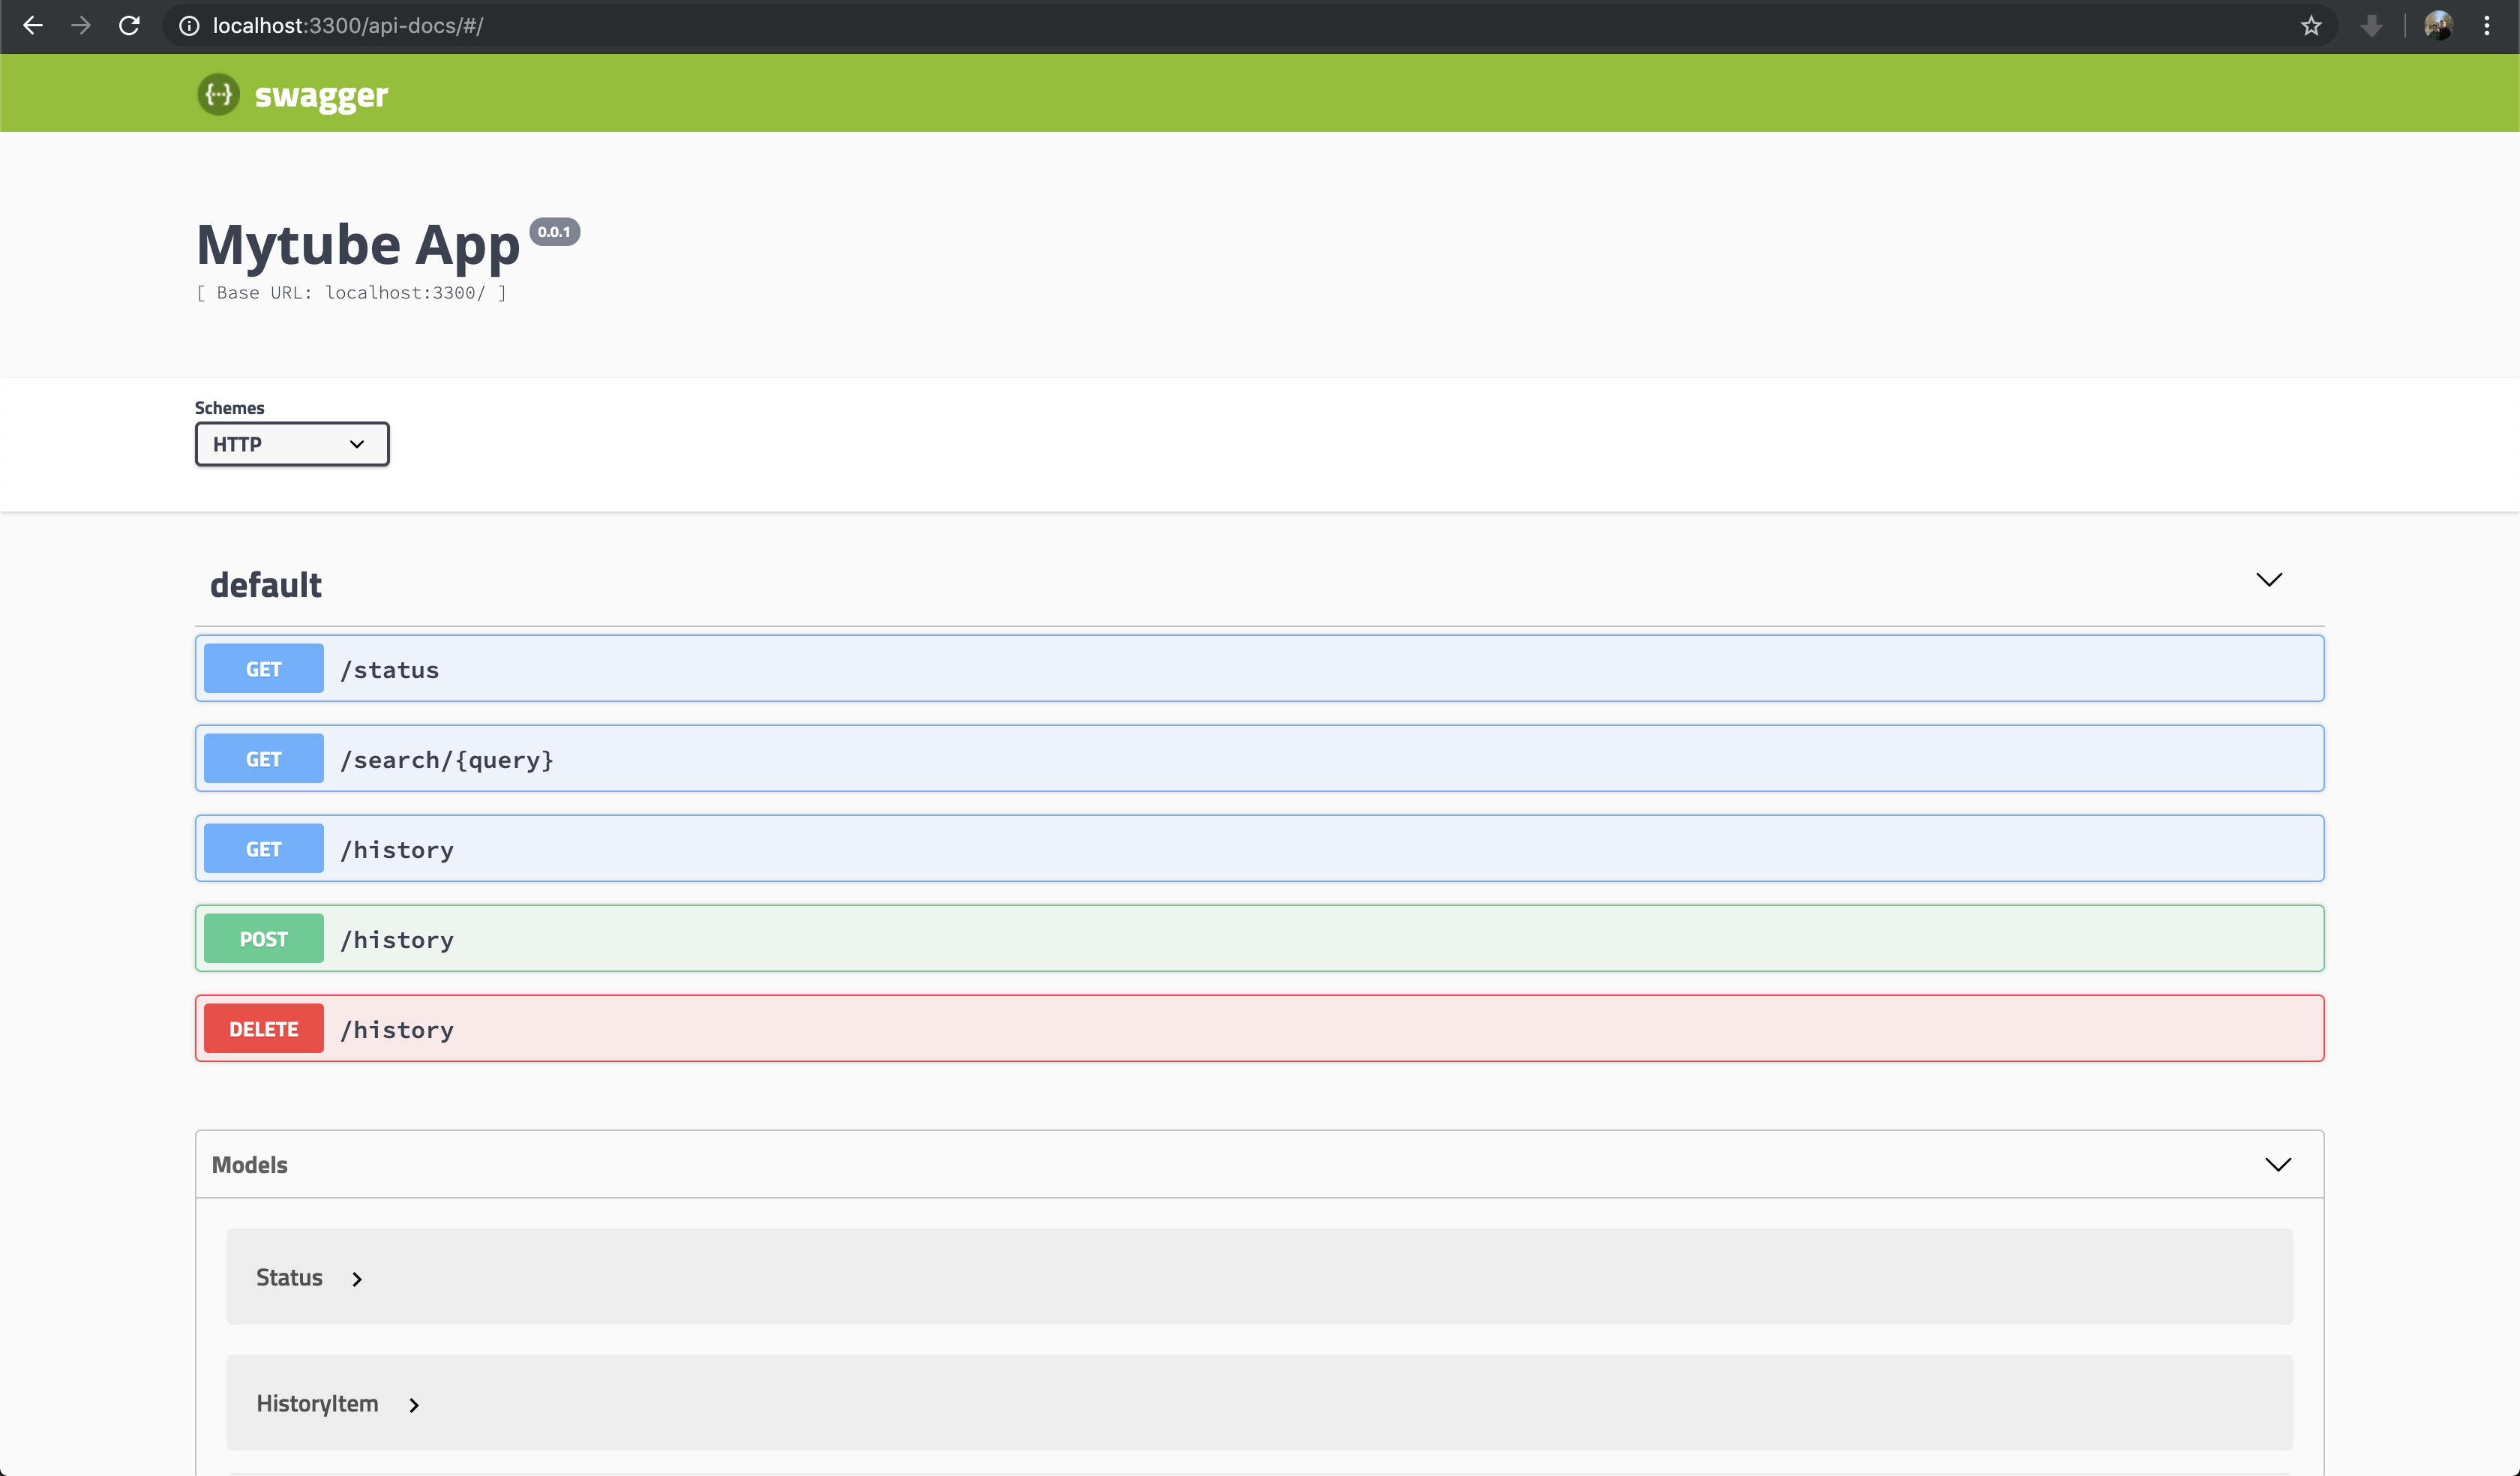 localhost:3300/api-docs/#/
{···} swagger
Mytube App 0.0.1
[ Base URL: localhost:3300/ ]
Schemes
HTTP
default
GET /status
GET /search/{query}
GET /history
POST /history
DELETE /history
Models
Status
HistoryItem